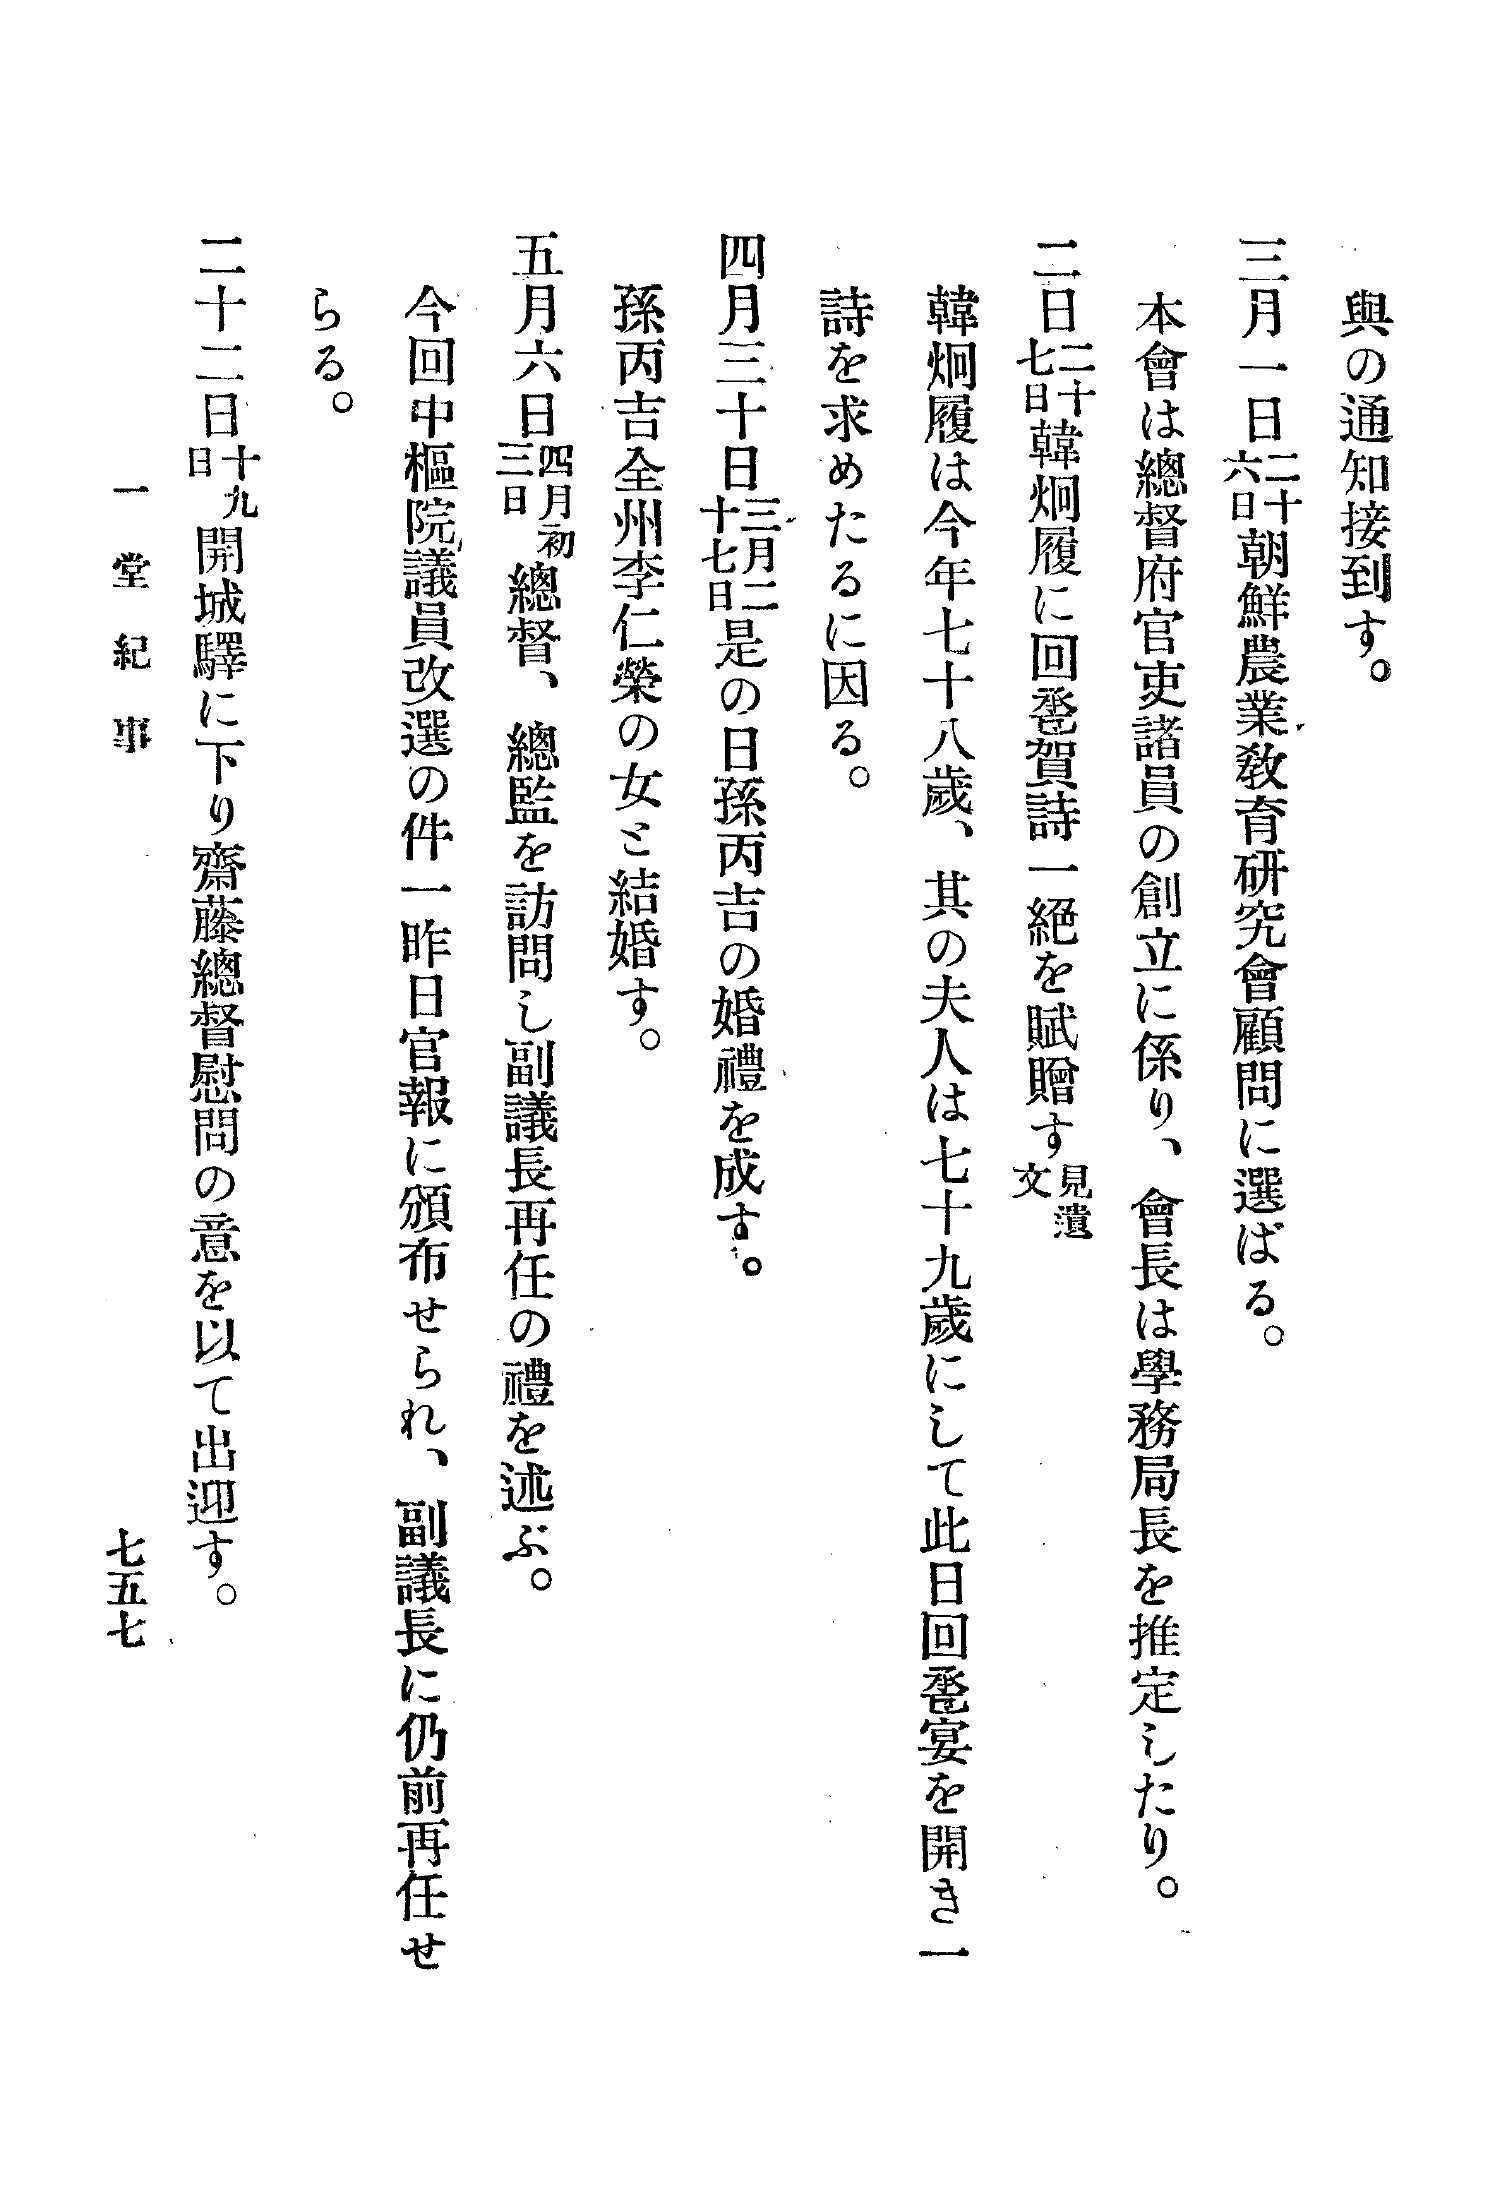 與の通知接到す。
三月一日二十六日朝鮮農業教育研究會顧問に選ばる。
本會は總督府官吏諸員の創立に係り、會長は學務局長を推定したり。
二日二十七日韓炯履に回卺賀詩一絕を賦贈す見遺文
韓炯履は今年七十八歲、其の夫人は七十九歲にして此日回卺宴を開き一
詩を求めたるに因る。
四月三十日三月二十七日是の日孫丙吉の婚禮を成す。
孫丙吉全州李仁榮の女と結婚す。
五月六日四月初三日總督、總監を訪問し副議長再任の禮を述ぶ。
今回中樞院議員改選の件一昨日官報に頒布せられ、副議長に仍前再任せ
らる。
二十二日十九日開城驛に下り齋藤總督慰問の意を以て出迎す。
一堂紀事
七五七